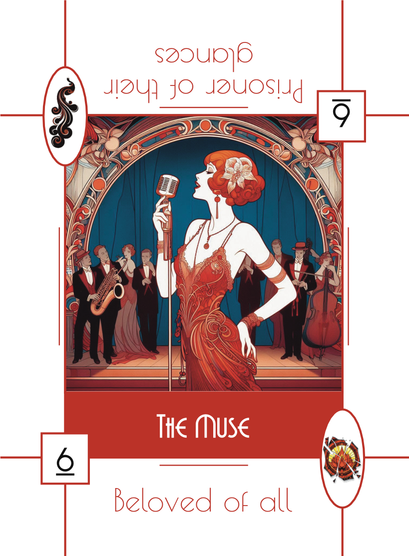 Prisoner of their
glances
6
The Muse
6
Beloved of all